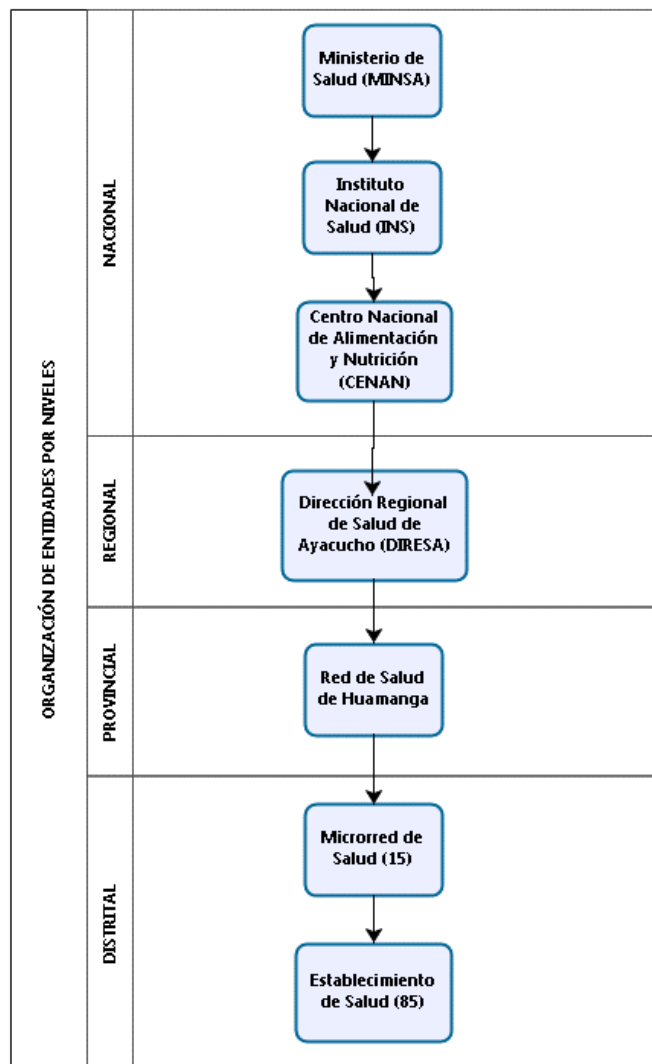 ORGANIZACIÓN DE ENTIDADES POR NIVELES
NACIONAL
Ministerio de
Salud (MINSA)
Instituto
Nacional de
Salud (INS)
Centro Nacional
de Alimentación
y Nutrición
(CENAN)
REGIONAL
Dirección Regional
de Salud de
Ayacucho (DIRESA)
PROVINCIAL
Red de Salud
de Huamanga
DISTRITAL
Microrred de
Salud (15)
Establecimiento
de Salud (85)